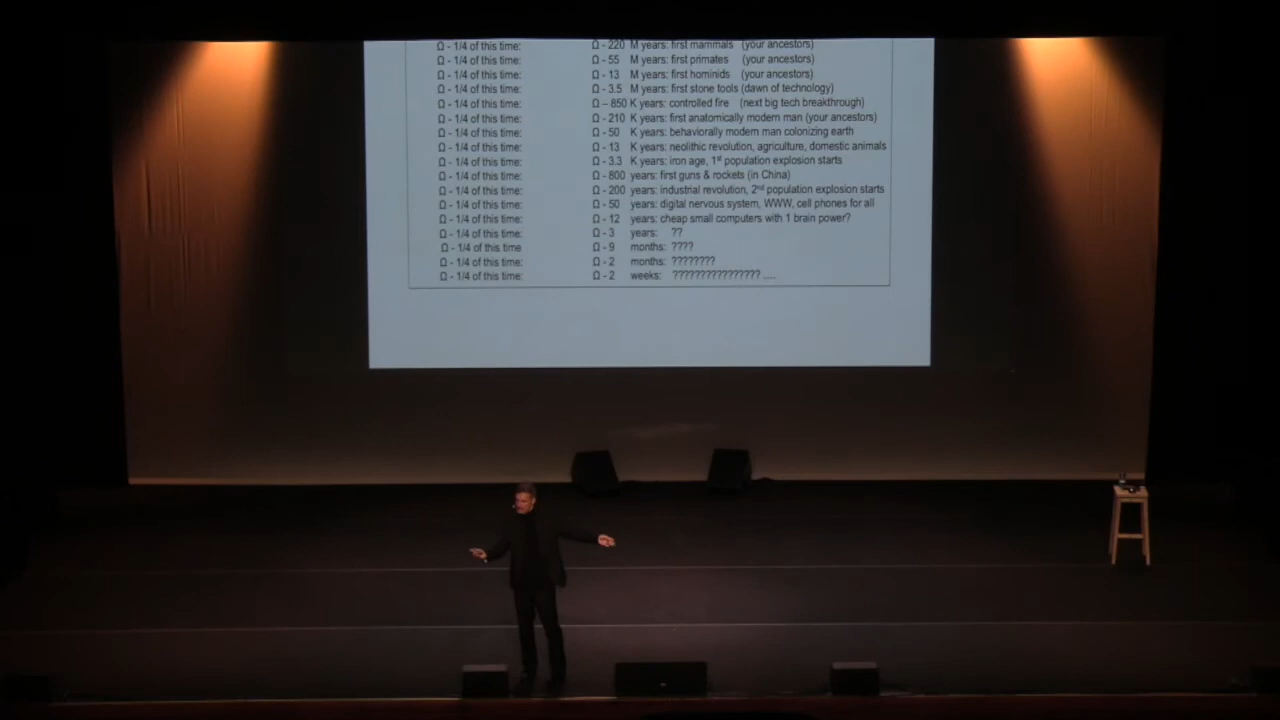 Ω - 1/4 of this time: Ω - 220 M years: first mammals (your ancestors)
Ω - 1/4 of this time: Ω - 55 M years: first primates (your ancestors)
Ω - 1/4 of this time: Ω - 13 M years: first hominids (your ancestors)
Ω - 1/4 of this time: Ω - 3.5 M years: first stone tools (dawn of technology)
Ω - 1/4 of this time: Ω – 850 K years: controlled fire (next big tech breakthrough)
Ω - 1/4 of this time: Ω - 210 K years: first anatomically modern man (your ancestors)
Ω - 1/4 of this time: Ω - 50 K years: behaviorally modern man colonizing earth
Ω - 1/4 of this time: Ω - 13 K years: neolithic revolution, agriculture, domestic animals
Ω - 1/4 of this time: Ω - 3.3 K years: iron age, 1st population explosion starts
Ω - 1/4 of this time: Ω - 800 years: first guns & rockets (in China)
Ω - 1/4 of this time: Ω - 200 years: industrial revolution, 2nd population explosion starts
Ω - 1/4 of this time: Ω - 50 years: digital nervous system, WWW, cell phones for all
Ω - 1/4 of this time: Ω - 12 years: cheap small computers with 1 brain power?
Ω - 1/4 of this time: Ω - 3 years: ??
Ω - 1/4 of this time Ω - 9 months: ????
Ω - 1/4 of this time: Ω - 2 months: ????????
Ω - 1/4 of this time: Ω - 2 weeks: ???????????????? ....